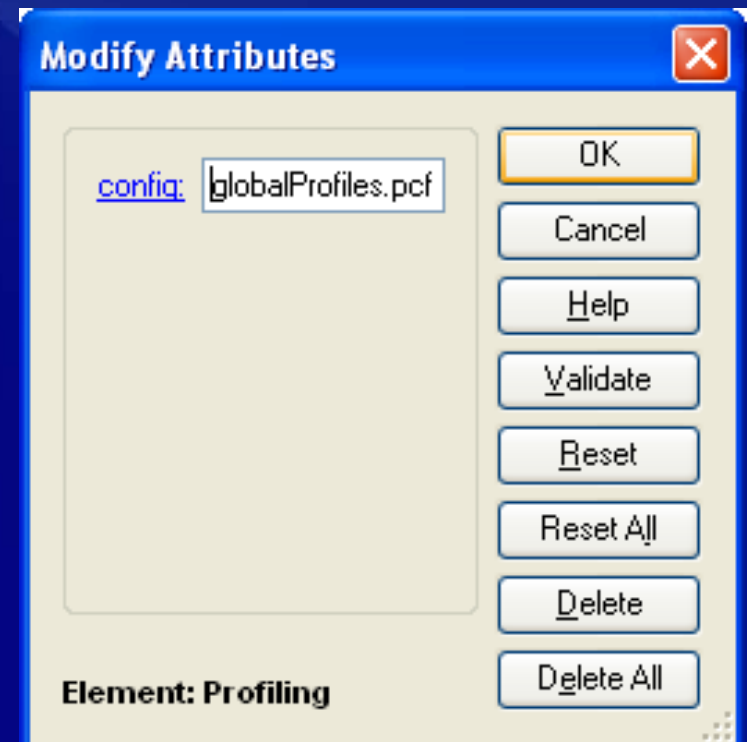 Modify Attributes
config: globalProfiles.pcf
OK
Cancel
Help
Validate
Reset
Reset All
Delete
Delete All
Element: Profiling